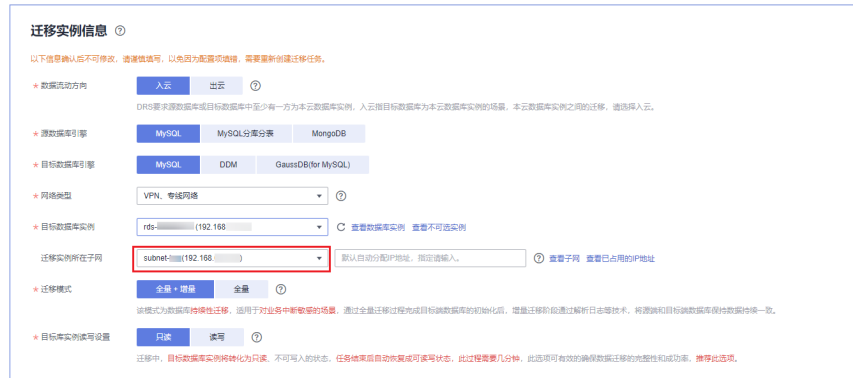 迁移实例信息
以下信息确认后不可修改，请谨慎填写，以免因为配置项填错，需要重新创建迁移任务。
* 数据流动方向 入云 出云
DRS要求源数据库或目标数据库中至少有一方为本云数据库实例，入云指目标数据库为本云数据库实例的场景，本云数据库实例之间的迁移，请选择入云。
* 源数据库引擎 MySQL MySQL分库分表 MongoDB
* 目标数据库引擎 MySQL DDM GaussDB(for MySQL)
* 网络类型 VPN、专线网络
* 目标数据库实例 rds- (192.168 查看数据库实例 查看不可选实例
迁移实例所在子网 subnet- (192.168. ) 默认自动分配IP地址，指定请输入。 查看子网 查看已占用的IP地址
* 迁移模式 全量+增量 全量
该模式为数据库持续性迁移，适用于对业务中断敏感的场景，通过全量迁移过程完成目标端数据库的初始化后，增量迁移阶段通过解析日志等技术，将源端和目标端数据库保持数据持续一致。
* 目标库实例读写设置 只读 读写
迁移中，目标数据库实例将转化为只读、不可写入的状态，任务结束后自动恢复成可读写状态，此过程需要几分钟，此选项可有效的确保数据迁移的完整性和成功率，推荐此选项。